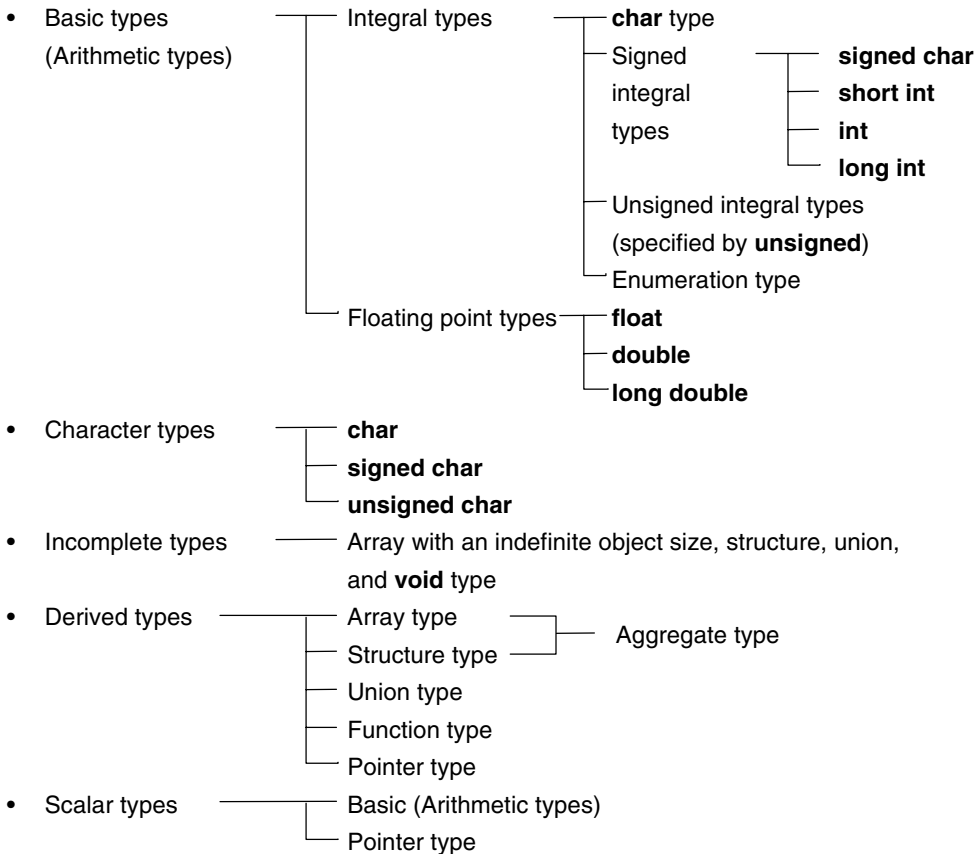 • Basic types Integral types char type
(Arithmetic types) Signed signed char
integral short int
types int
long int
Unsigned integral types
(specified by unsigned)
Enumeration type
Floating point types float
double
long double
• Character types char
signed char
unsigned char
• Incomplete types Array with an indefinite object size, structure, union,
and void type
• Derived types Array type
Aggregate type
Structure type
Union type
Function type
Pointer type
• Scalar types Basic (Arithmetic types)
Pointer type